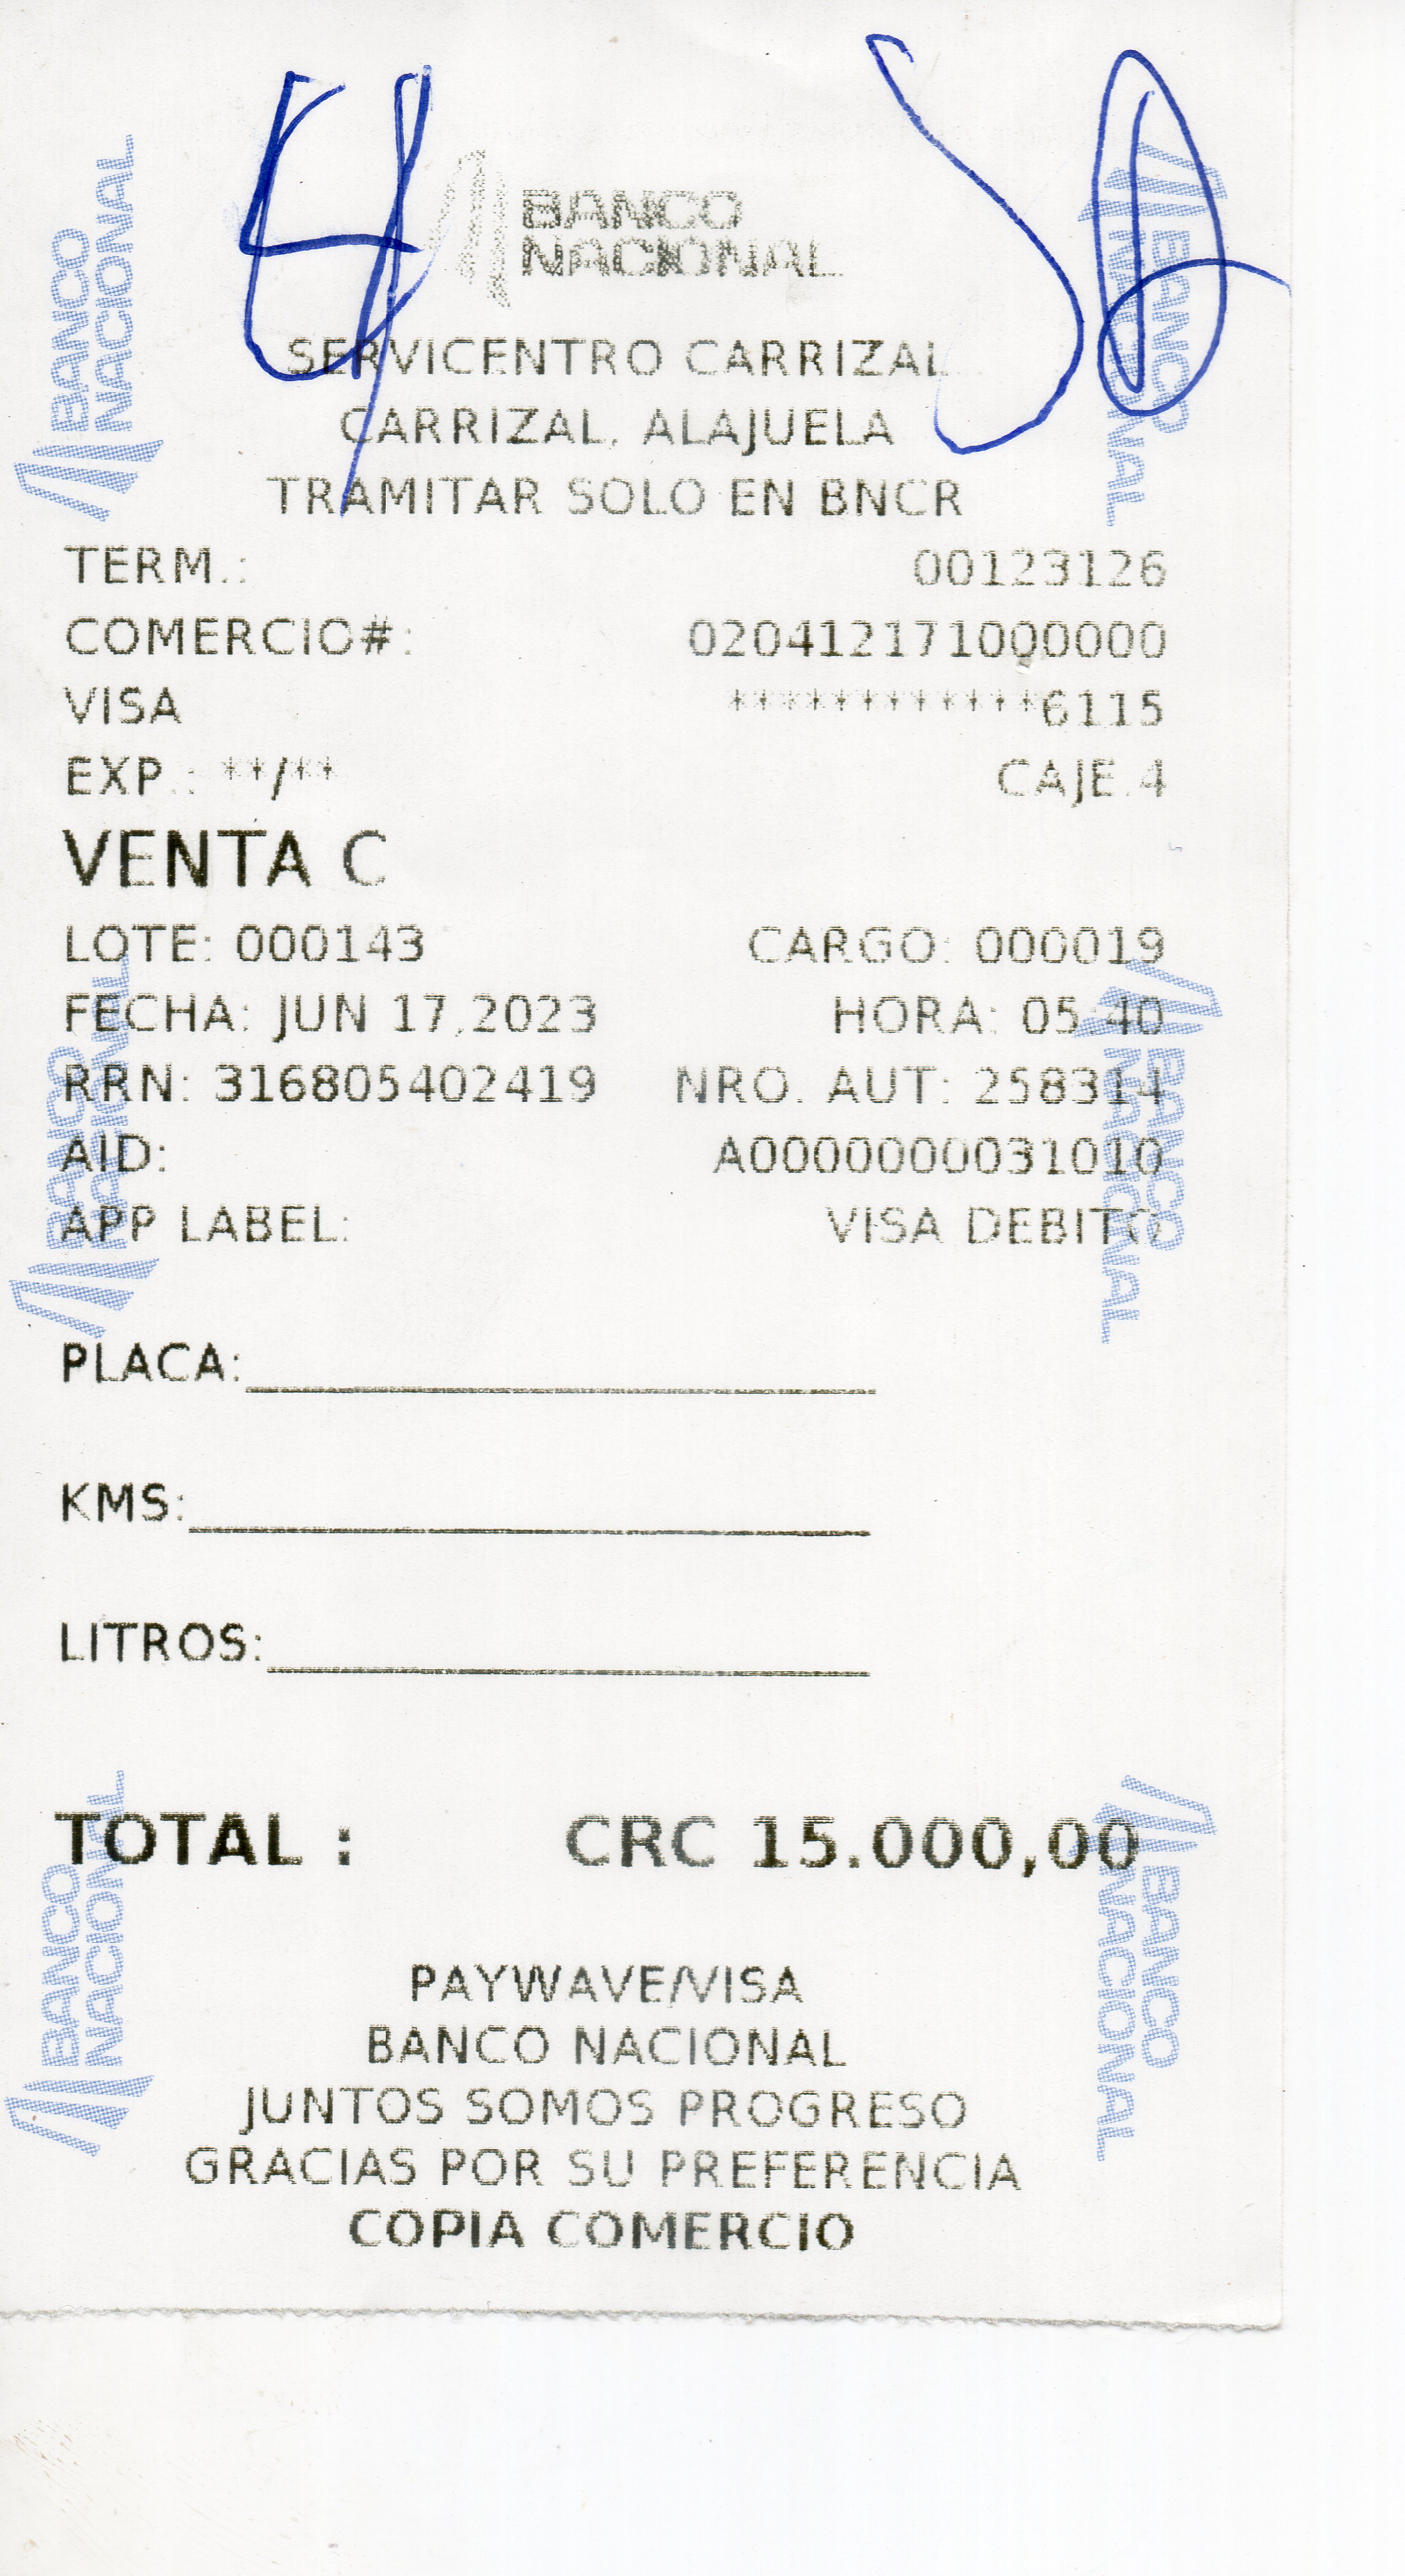 BANCO
NACIONAL
SERVICENTRO CARRIZAL
CARRIZAL, ALAJUELA
TRAMITAR SOLO EN BNCR
TERM.: 00123126
COMERCIO#: 020412171000000
VISA ************6115
EXP.: **/** CAJE.4
VENTA C
LOTE: 000143 CARGO: 000019
FECHA: JUN 17,2023 HORA: 05:40
RRN: 316805402419 NRO. AUT: 258314
AID: A0000000031010
APP LABEL: VISA DEBITO
PLACA:
KMS:
LITROS:
TOTAL : CRC 15.000,00
PAYWAVE/VISA
BANCO NACIONAL
JUNTOS SOMOS PROGRESO
GRACIAS POR SU PREFERENCIA
COPIA COMERCIO
BANCO
NACIONAL
BANCO
NACIONAL
BANCO
NACIONAL
BANCO
NACIONAL
BANCO
NACIONAL
BANCO
NACIONAL